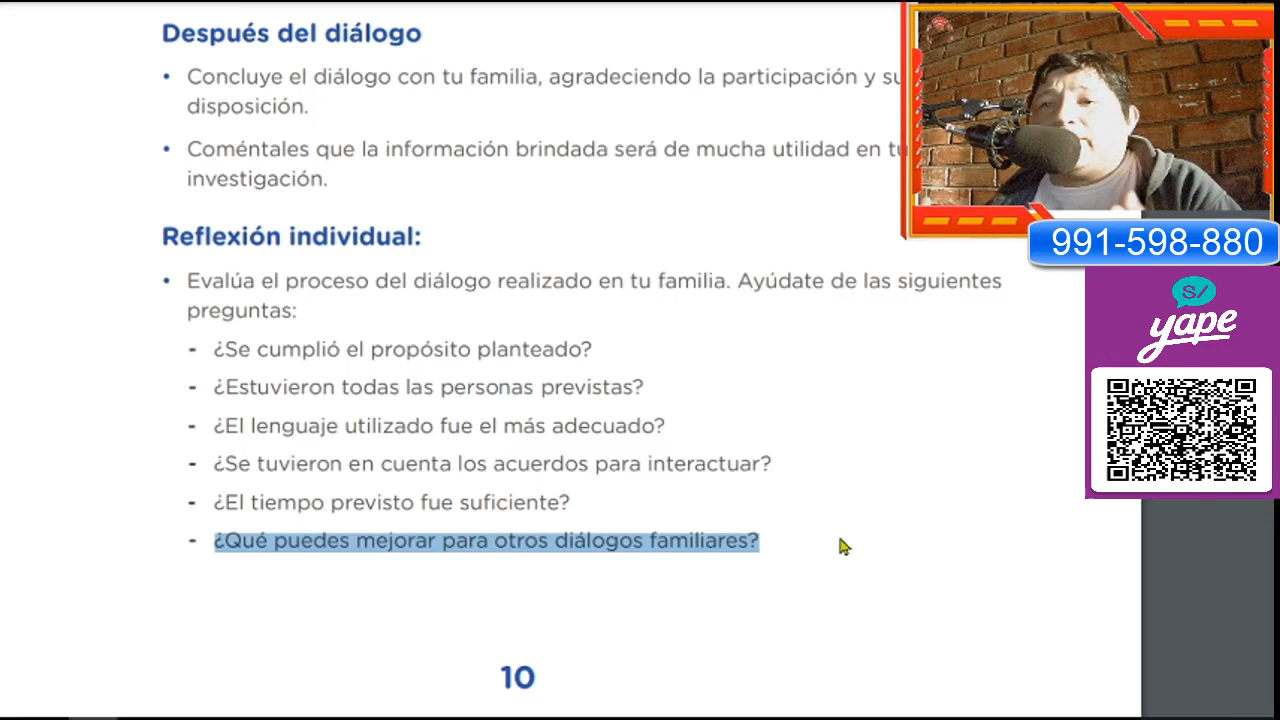 Después del diálogo
• Concluye el diálogo con tu familia, agradeciendo la participación y su
disposición.
• Coméntales que la información brindada será de mucha utilidad en tu
investigación.
Reflexión individual:
• Evalúa el proceso del diálogo realizado en tu familia. Ayúdate de las siguientes
preguntas:
- ¿Se cumplió el propósito planteado?
- ¿Estuvieron todas las personas previstas?
- ¿El lenguaje utilizado fue el más adecuado?
- ¿Se tuvieron en cuenta los acuerdos para interactuar?
- ¿El tiempo previsto fue suficiente?
- ¿Qué puedes mejorar para otros diálogos familiares?
10
991-598-880
S/
yape